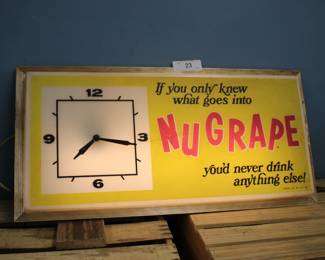 23
If you only knew
what goes into
NUGRAPE
you'd never drink
anything else!
12
9
3
6